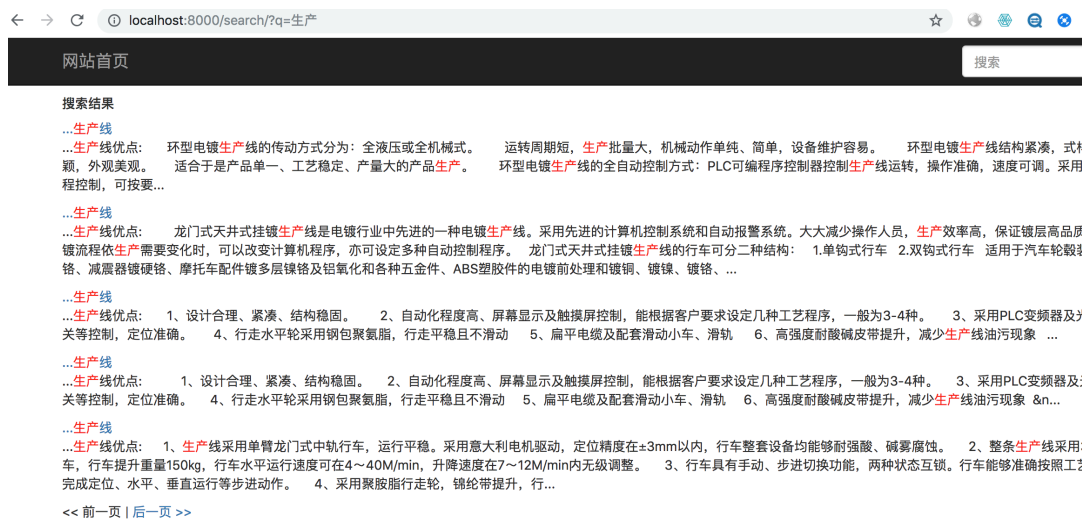 localhost:8000/search/?q=生产
网站首页
搜索
搜索结果
...生产线
...生产线优点: 环型电镀生产线的传动方式分为：全液压或全机械式。 运转周期短，生产批量大，机械动作单纯、简单，设备维护容易。 环型电镀生产线结构紧凑，式样
颖，外观美观。 适合于是产品单一、工艺稳定、产量大的产品生产。 环型电镀生产线的全自动控制方式：PLC可编程序控制器控制生产线运转，操作准确，速度可调。采用
程控制，可按要...
...生产线
...生产线优点: 龙门式天井式挂镀生产线是电镀行业中先进的一种电镀生产线。采用先进的计算机控制系统和自动报警系统。大大减少操作人员，生产效率高，保证镀层高品质
镀流程依生产需要变化时，可以改变计算机程序，亦可设定多种自动控制程序。 龙门式天井式挂镀生产线的行车可分二种结构： 1.单钩式行车 2.双钩式行车 适用于汽车轮毂装
铬、减震器镀硬铬、摩托车配件镀多层镍铬及铝氧化和各种五金件、ABS塑胶件的电镀前处理和镀铜、镀镍、镀铬、...
...生产线
...生产线优点: 1、设计合理、紧凑、结构稳固。 2、自动化程度高、屏幕显示及触摸屏控制，能根据客户要求设定几种工艺程序，一般为3-4种。 3、采用PLC变频器及光
关等控制，定位准确。 4、行走水平轮采用钢包聚氨脂，行走平稳且不滑动 5、扁平电缆及配套滑动小车、滑轨 6、高强度耐酸碱皮带提升，减少生产线油污现象 ...
...生产线
...生产线优点: 1、设计合理、紧凑、结构稳固。 2、自动化程度高、屏幕显示及触摸屏控制，能根据客户要求设定几种工艺程序，一般为3-4种。 3、采用PLC变频器及
关等控制，定位准确。 4、行走水平轮采用钢包聚氨脂，行走平稳且不滑动 5、扁平电缆及配套滑动小车、滑轨 6、高强度耐酸碱皮带提升，减少生产线油污现象 &n...
...生产线
...生产线优点: 1、生产线采用单臂龙门式中轨行车，运行平稳。采用意大利电机驱动，定位精度在±3mm以内，行车整套设备均能够耐强酸、碱雾腐蚀。 2、整条生产线采用
车，行车提升重量150kg，行车水平运行速度可在4～40M/min，升降速度在7～12M/min内无级调整。 3、行车具有手动、步进切换功能，两种状态互锁。行车能够准确按照工艺
完成定位、水平、垂直运行等步进动作。 4、采用聚胺脂行走轮，锦纶带提升，行...
<< 前一页 | 后一页 >>